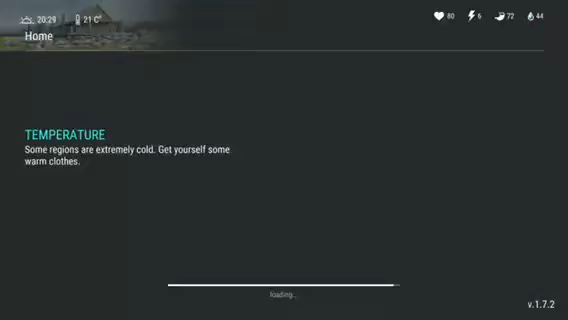 20:29 21 C° 80 6 72 44
Home
TEMPERATURE
Some regions are extremely cold. Get yourself some
warm clothes.
loading...
v.1.7.2